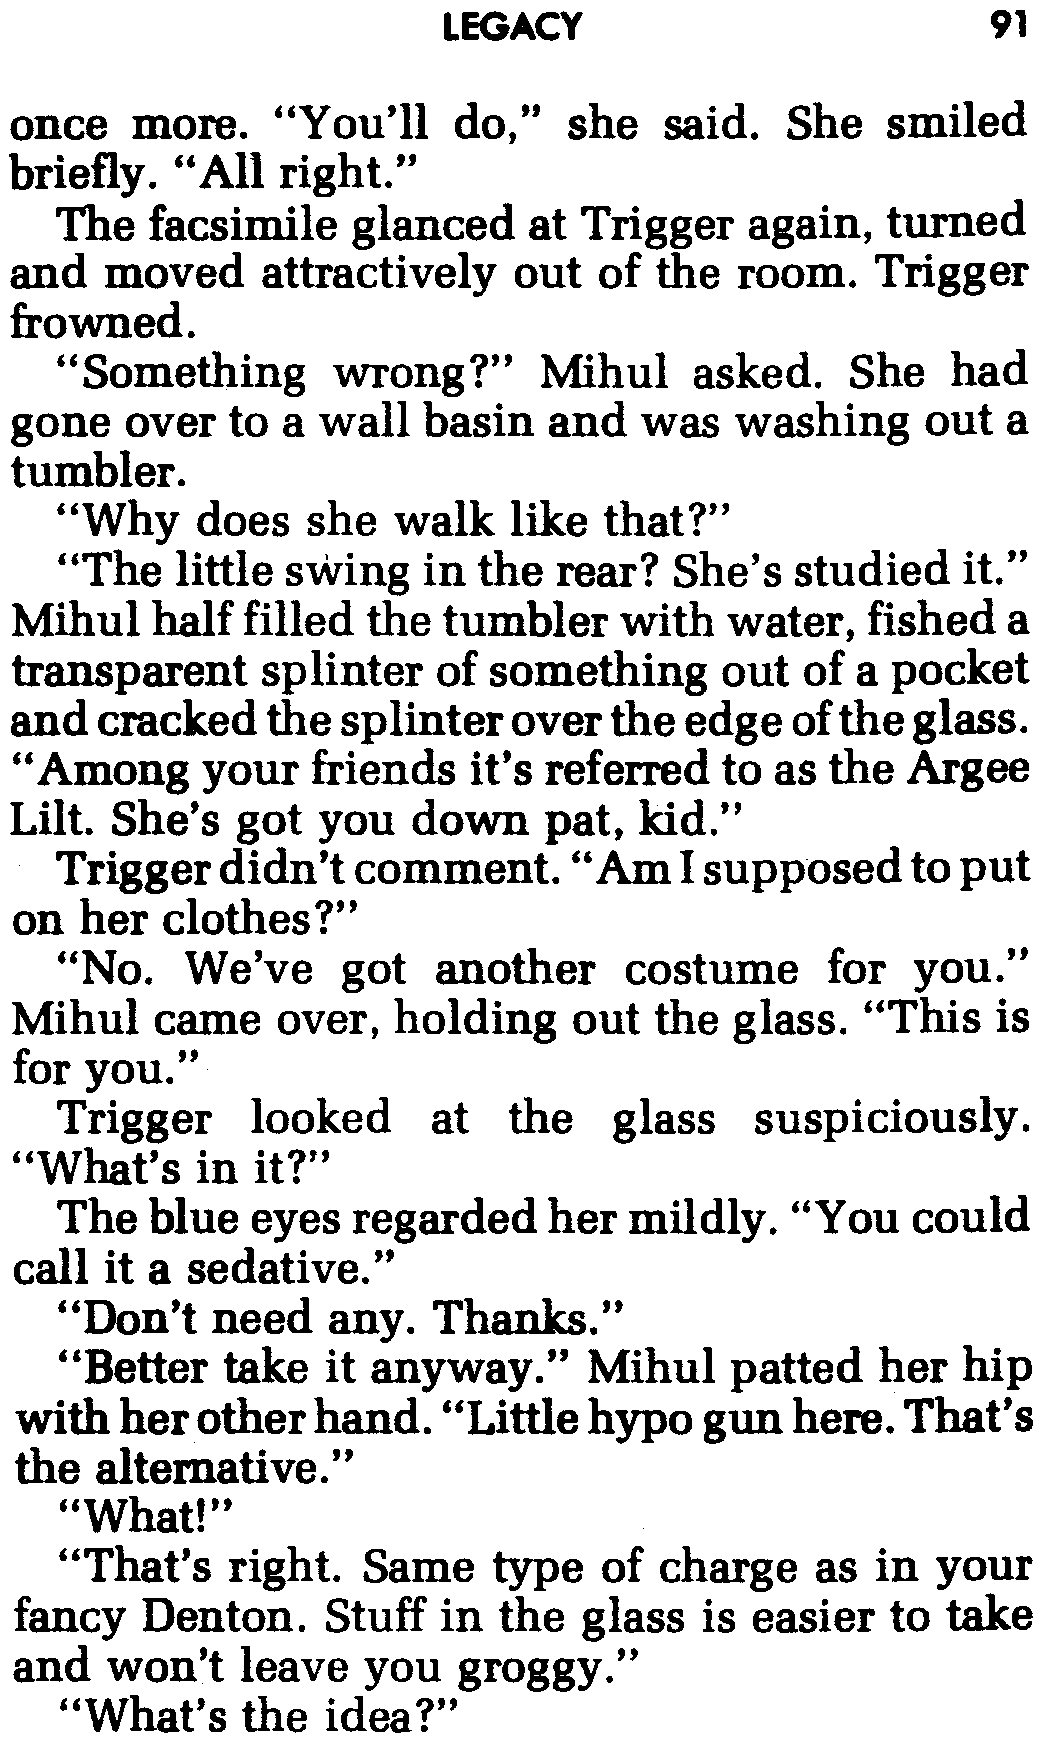 LEGACY 91
once more. “You’ll do,” she said. She smiled
briefly. “All right.”
The facsimile glanced at Trigger again, turned
and moved attractively out of the room. Trigger
frowned.
“Something wrong?” Mihul asked. She had
gone over to a wall basin and was washing out a
tumbler.
“Why does she walk like that?”
“The little swing in the rear? She’s studied it.”
Mihul half filled the tumbler with water, fished a
transparent splinter of something out of a pocket
and cracked the splinter over the edge of the glass.
“Among your friends it’s referred to as the Argee
Lilt. She’s got you down pat, kid.”
Trigger didn’t comment. “Am I supposed to put
on her clothes?”
“No. We’ve got another costume for you.”
Mihul came over, holding out the glass. “This is
for you.”
Trigger looked at the glass suspiciously.
“What’s in it?”
The blue eyes regarded her mildly. “You could
call it a sedative.”
“Don’t need any. Thanks.”
“Better take it anyway.” Mihul patted her hip
with her other hand. “Little hypo gun here. That’s
the alternative.”
“What!”
“That’s right. Same type of charge as in your
fancy Denton. Stuff in the glass is easier to take
and won’t leave you groggy.”
“What’s the idea?”